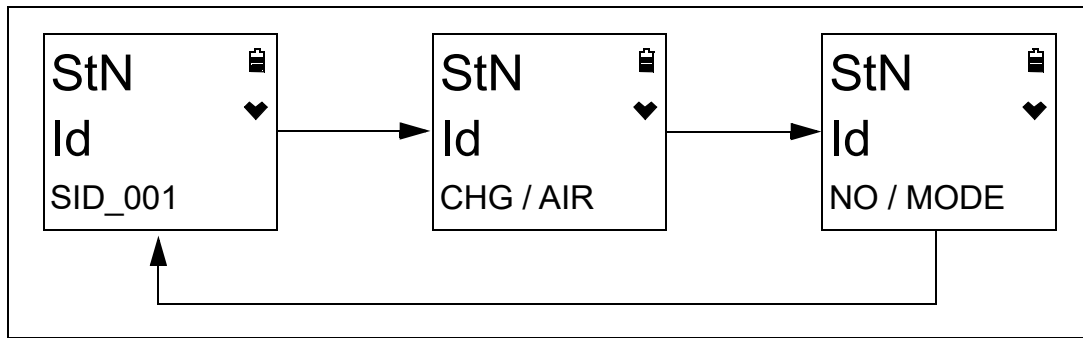 StN
Id
SID_001
StN
Id
CHG / AIR
StN
Id
NO / MODE